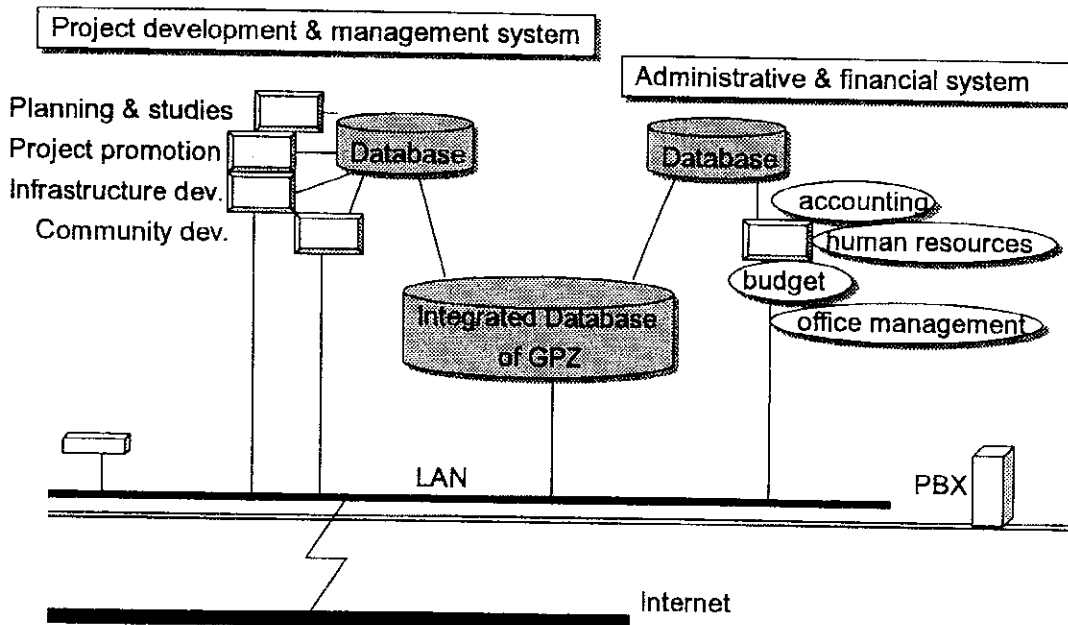 Project development & management system
Administrative & financial system
Planning & studies
Project promotion
Infrastructure dev.
Community dev.
Database
Database
accounting
human resources
budget
office management
Integrated Database
of GPZ
LAN
PBX
Internet